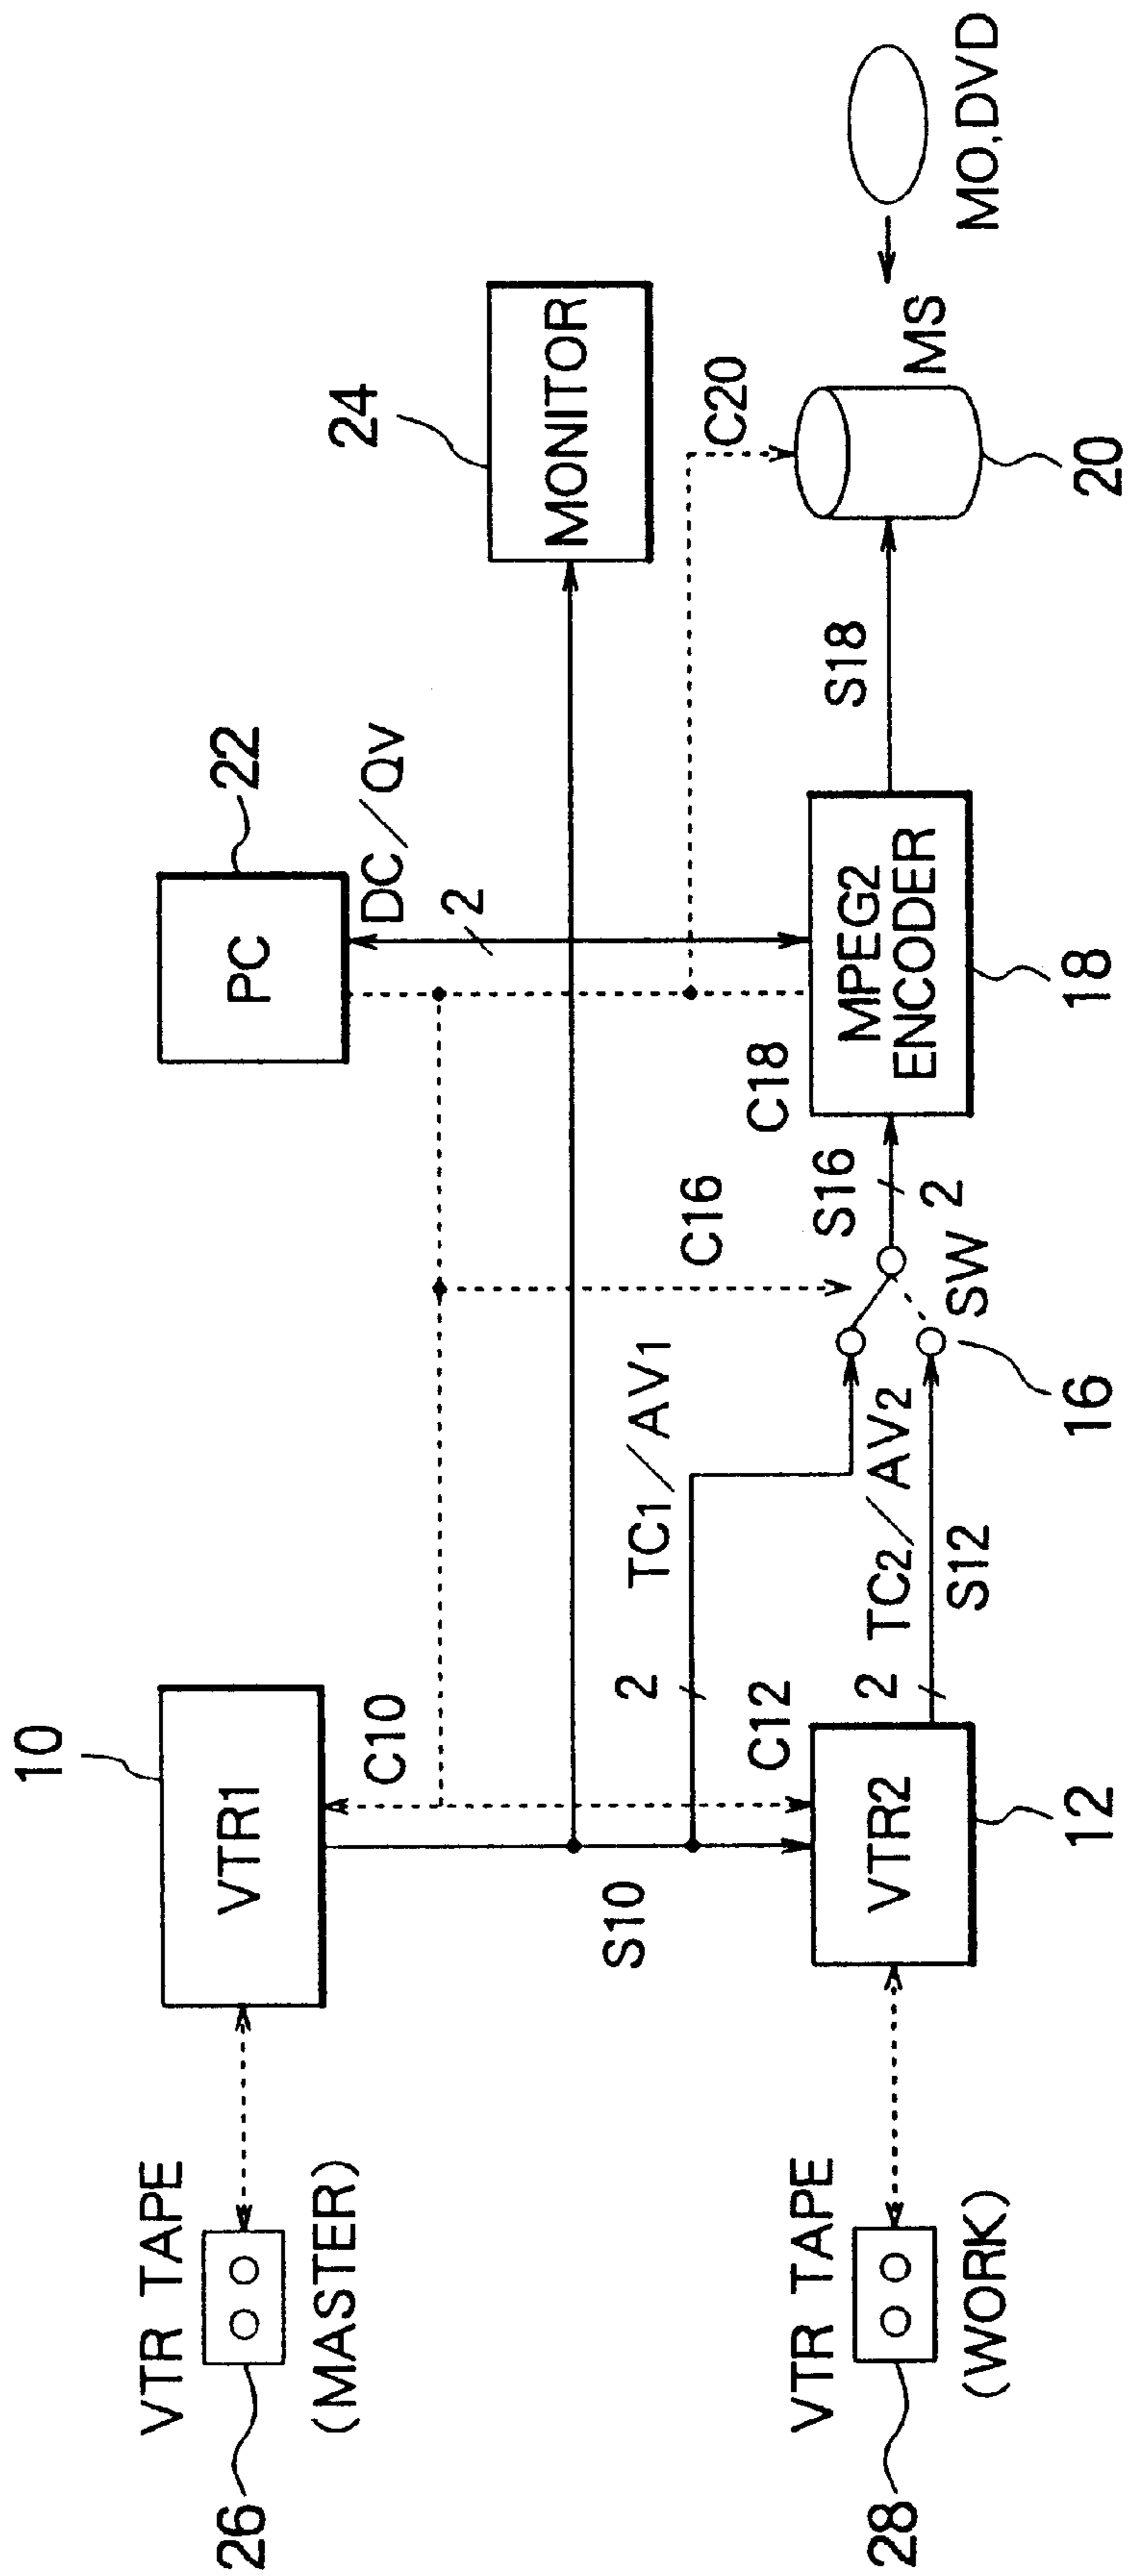 10
VTR1
C10
26
VTR TAPE
(MASTER)
22
PC
DC/QV
2
24
MONITOR
S10
2
TC1/AV1
C16
C18
C20
C12
28
VTR TAPE
(WORK)
VTR2
12
2
TC2/AV2
S12
SW
16
S16
2
MPEG2
ENCODER
18
S18
MS
20
MO,DVD